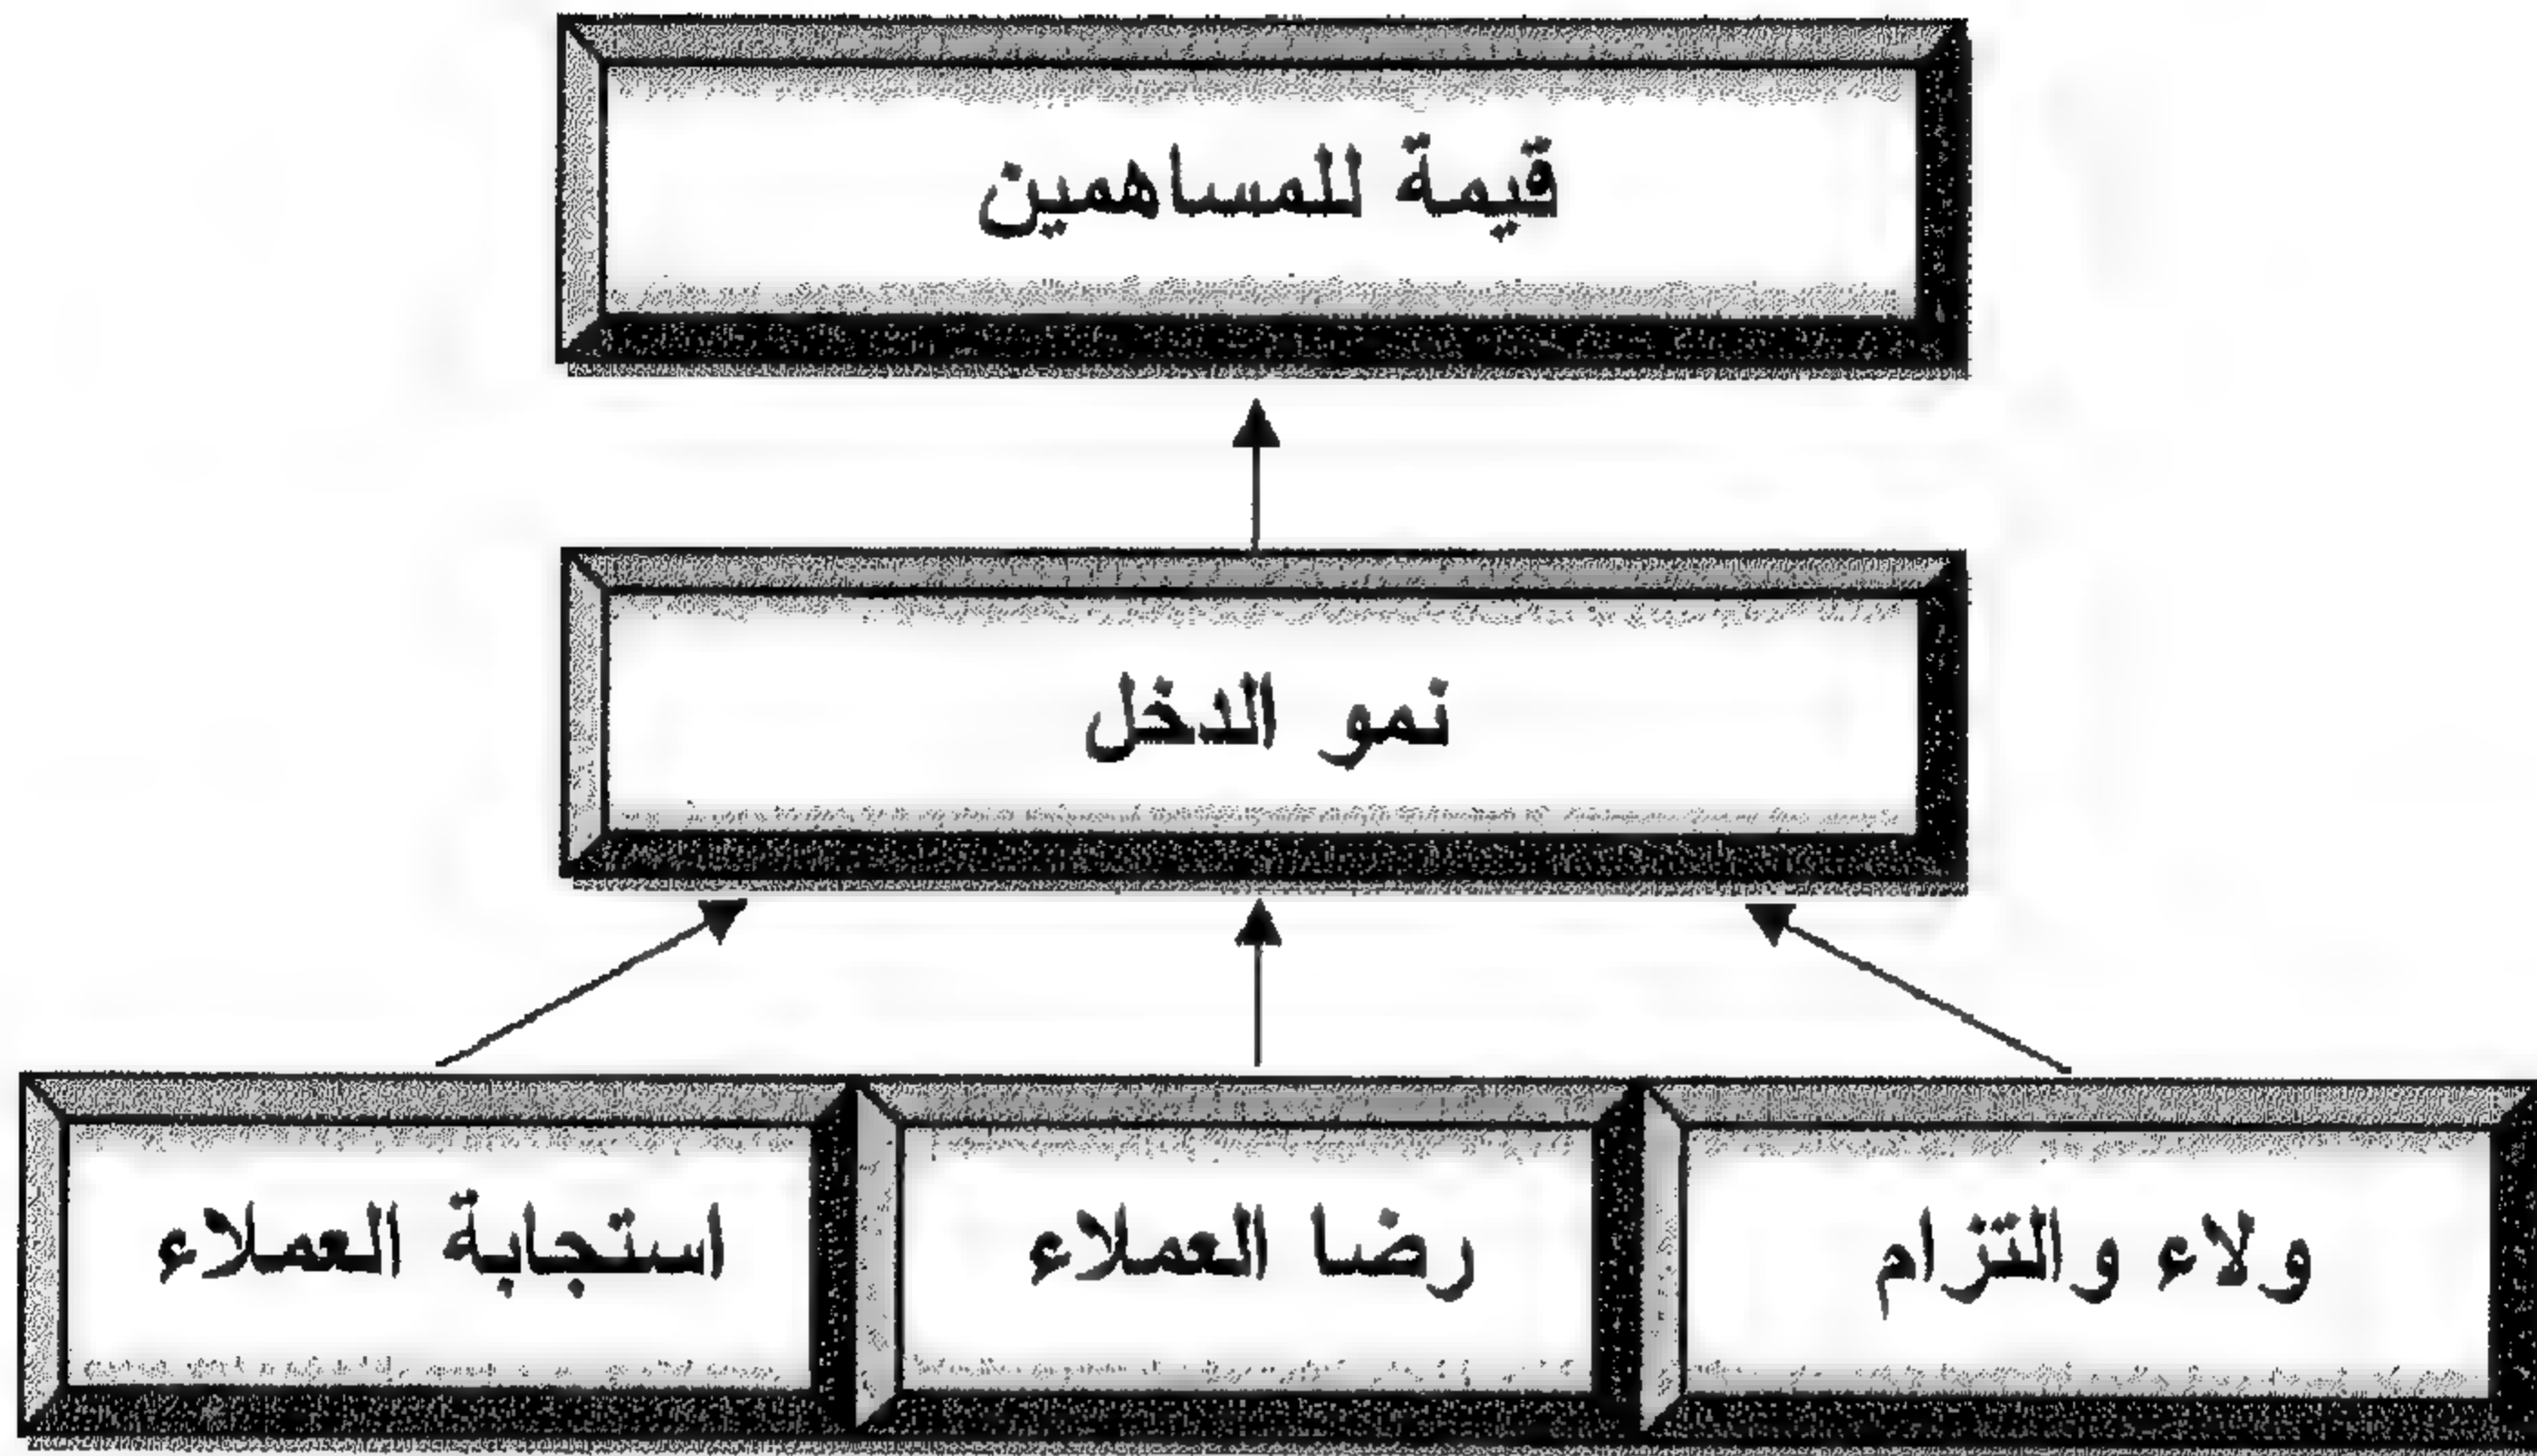 قيمة للمساهمين
نمو الدخل
ولاء والتزام
رضا العملاء
استجابة العملاء